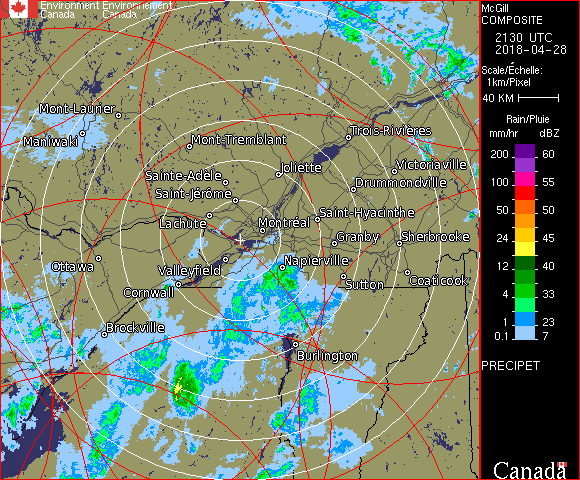 Environment Environnement
Canada Canada
McGill
COMPOSITE
2130 UTC
2018-04-28
Scale/Échelle:
1km/Pixel
40 KM
Rain/Pluie
mm/hr dBZ
200 60
100 55
50 50
24 45
12 40
4 33
1 23
0.1 7
PRECIPET
Canada
Mont-Laurier
Maniwaki
Mont-Tremblant
Trois-Rivières
Sainte-Adèle
Joliette
Victoriaville
Saint-Jérôme
Drummondville
Lachute
Montréal
Saint-Hyacinthe
Granby
Sherbrooke
Ottawa
Valleyfield
Napierville
Cornwall
Sutton
Coaticook
Brockville
Burlington